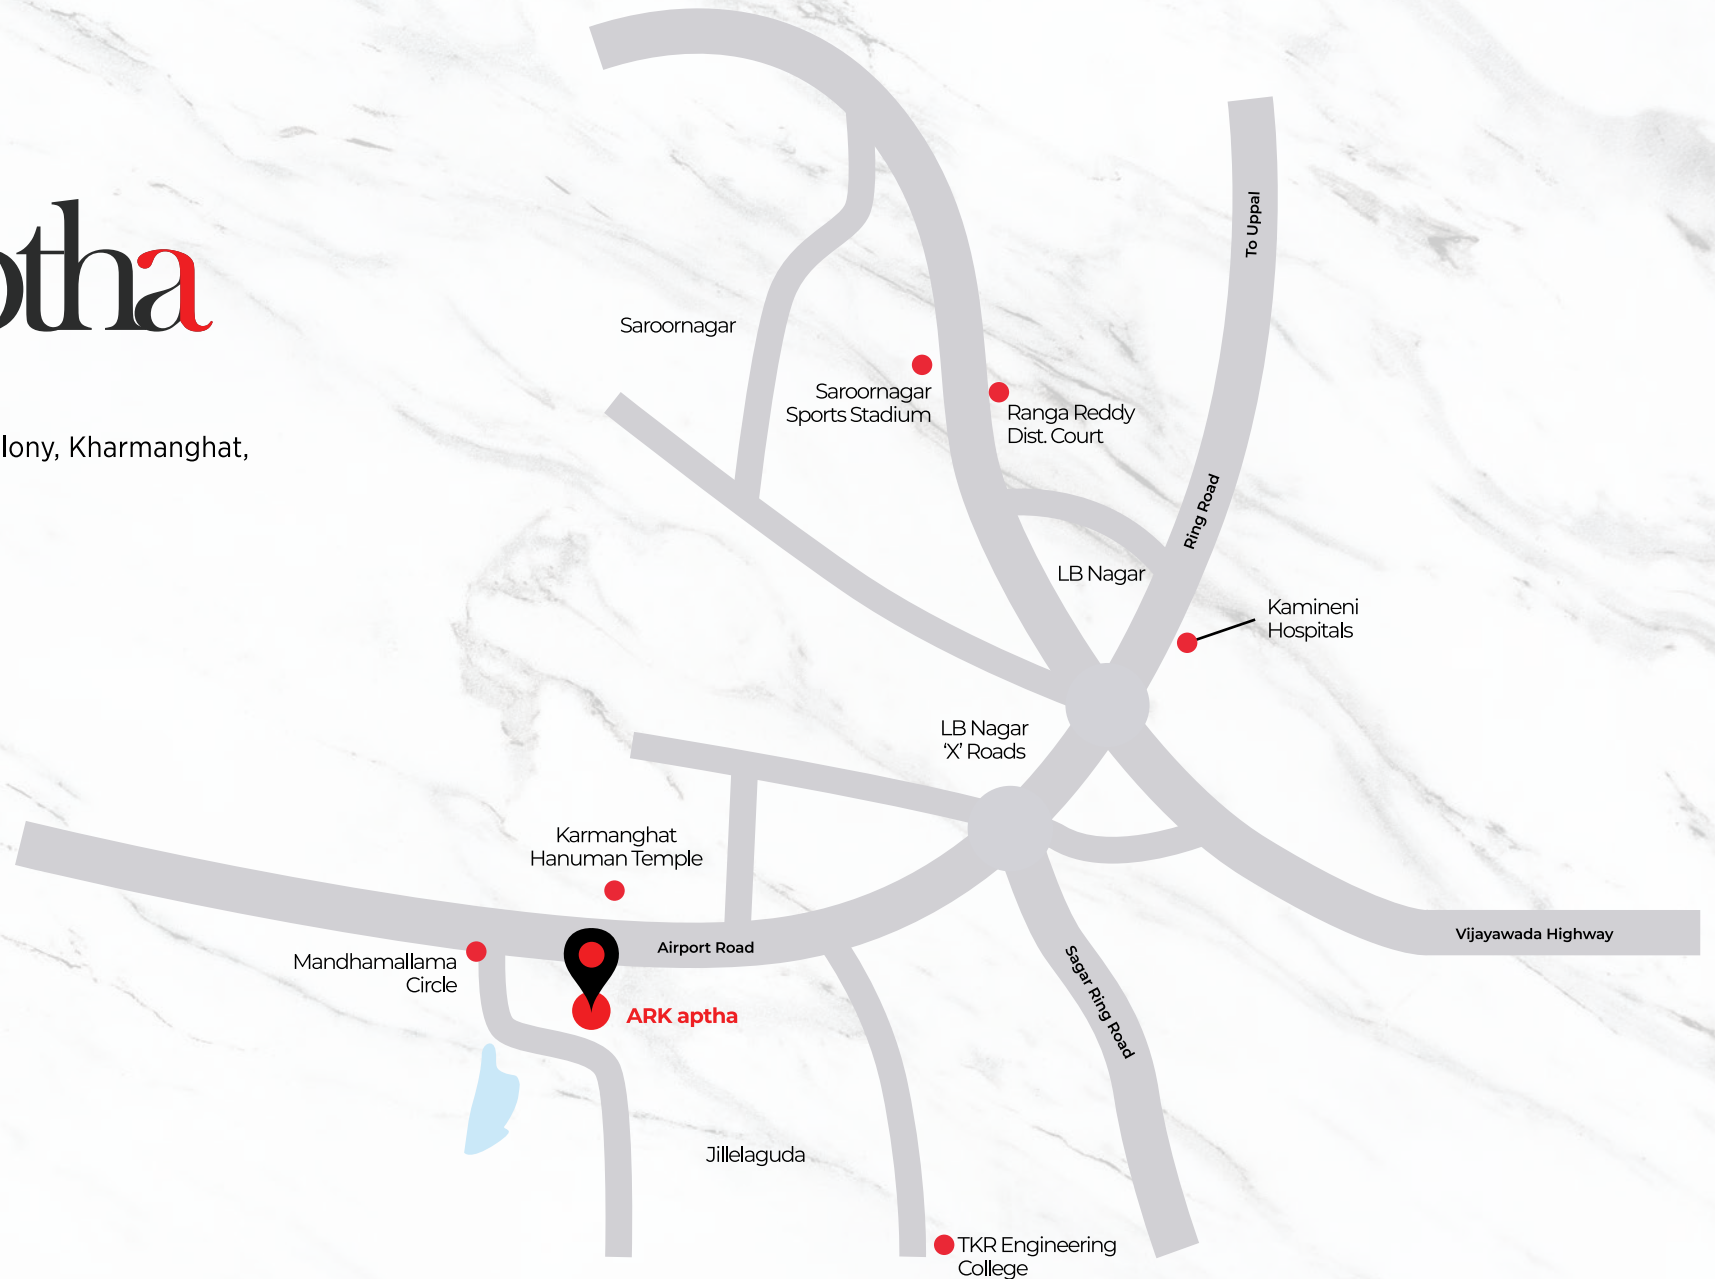 ptha
lony, Kharmanghat,
To Uppal
Saroornagar
Saroornagar
Sports Stadium
Ranga Reddy
Dist. Court
Ring Road
LB Nagar
Kamineni
Hospitals
LB Nagar
‘X’ Roads
Karmanghat
Hanuman Temple
Airport Road
Vijayawada Highway
Mandhamallama
Circle
Sagar Ring Road
ARK aptha
Jillelaguda
TKR Engineering
College